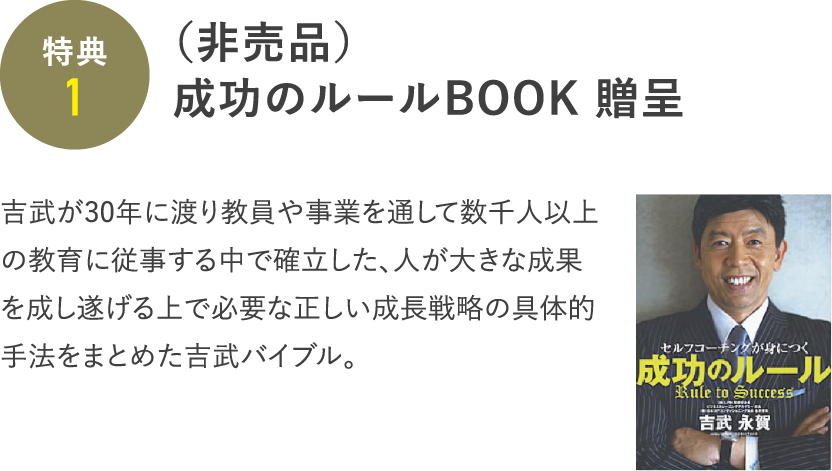 特典
1
（非売品）
成功のルールBOOK 贈呈
吉武が30年に渡り教員や事業を通して数千人以上
の教育に従事する中で確立した、人が大きな成果
を成し遂げる上で必要な正しい成長戦略の具体的
手法をまとめた吉武バイブル。
セルフコーチングが身につく
成功のルール
Rule to Success
吉武 永賀